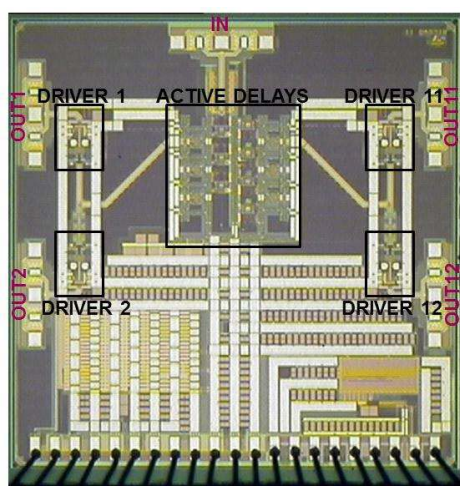 IN
DRIVER 1
ACTIVE DELAYS
DRIVER 11
OUT1
OUT11
OUT2
OUT12
DRIVER 2
DRIVER 12